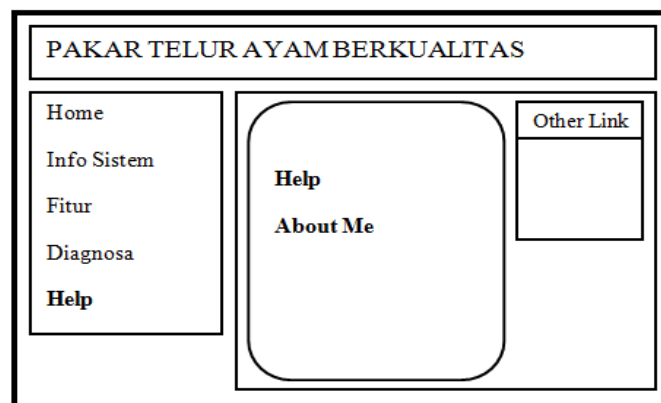 PAKAR TELUR AYAM BERKUALITAS
Home
Info Sistem
Fitur
Diagnosa
Help
Help
About Me
Other Link